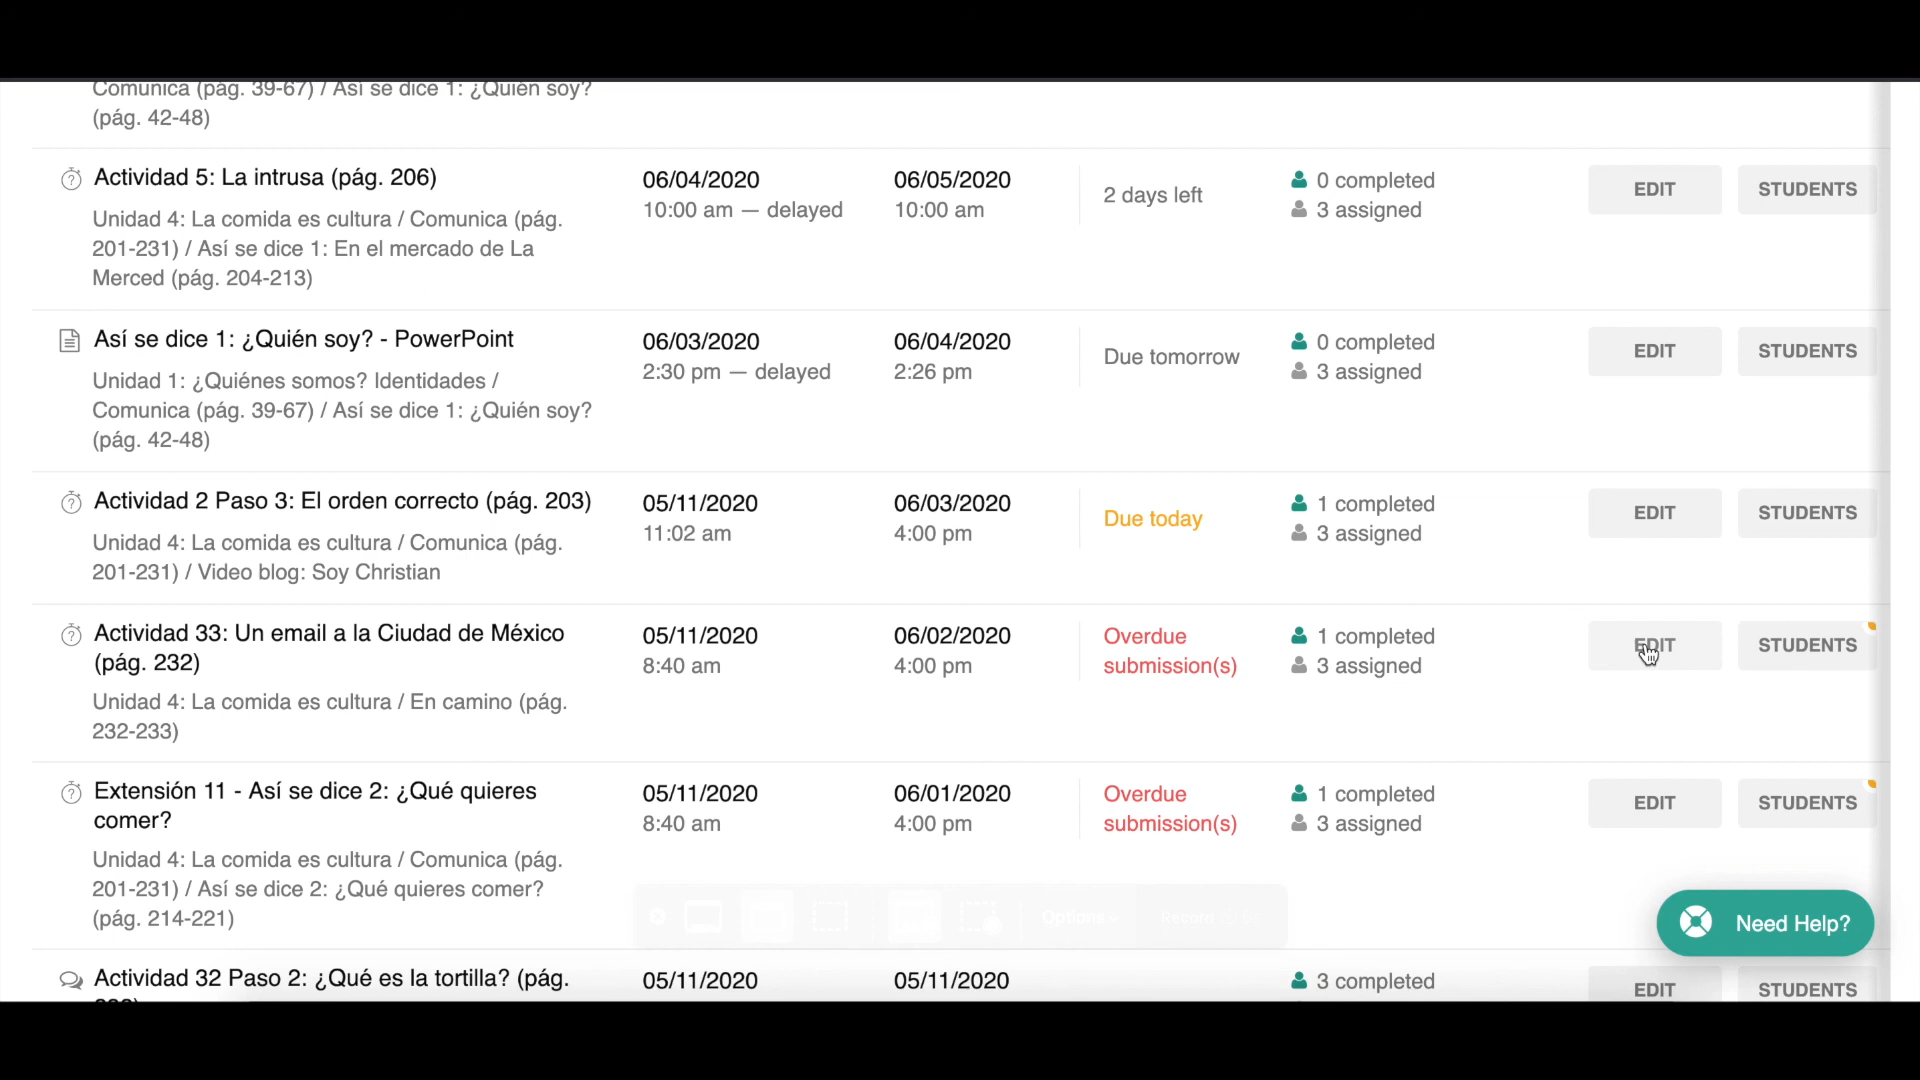 Comunica (pág. 39-67) / Así se dice 1: ¿Quién soy?
(pág. 42-48)
Actividad 5: La intrusa (pág. 206)
Unidad 4: La comida es cultura / Comunica (pág.
201-231) / Así se dice 1: En el mercado de La
Merced (pág. 204-213)
06/04/2020
10:00 am — delayed
06/05/2020
10:00 am
2 days left
0 completed
3 assigned
EDIT
STUDENTS
Así se dice 1: ¿Quién soy? - PowerPoint
Unidad 1: ¿Quiénes somos? Identidades /
Comunica (pág. 39-67) / Así se dice 1: ¿Quién soy?
(pág. 42-48)
06/03/2020
2:30 pm — delayed
06/04/2020
2:26 pm
Due tomorrow
0 completed
3 assigned
EDIT
STUDENTS
Actividad 2 Paso 3: El orden correcto (pág. 203)
Unidad 4: La comida es cultura / Comunica (pág.
201-231) / Video blog: Soy Christian
05/11/2020
11:02 am
06/03/2020
4:00 pm
Due today
1 completed
3 assigned
EDIT
STUDENTS
Actividad 33: Un email a la Ciudad de México
(pág. 232)
Unidad 4: La comida es cultura / En camino (pág.
232-233)
05/11/2020
8:40 am
06/02/2020
4:00 pm
Overdue
submission(s)
1 completed
3 assigned
EDIT
STUDENTS
Extensión 11 - Así se dice 2: ¿Qué quieres
comer?
Unidad 4: La comida es cultura / Comunica (pág.
201-231) / Así se dice 2: ¿Qué quieres comer?
(pág. 214-221)
05/11/2020
8:40 am
06/01/2020
4:00 pm
Overdue
submission(s)
1 completed
3 assigned
EDIT
STUDENTS
Options
Record
Need Help?
Actividad 32 Paso 2: ¿Qué es la tortilla? (pág.
05/11/2020
05/11/2020
3 completed
EDIT
STUDENTS